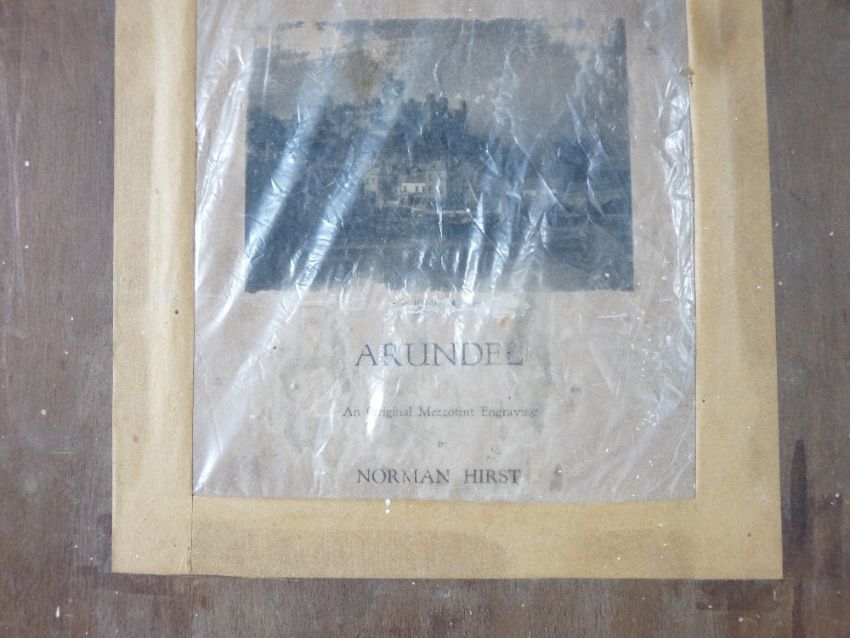 ARUNDEL
An Original Mezzotint Engraving
BY
NORMAN HIRST